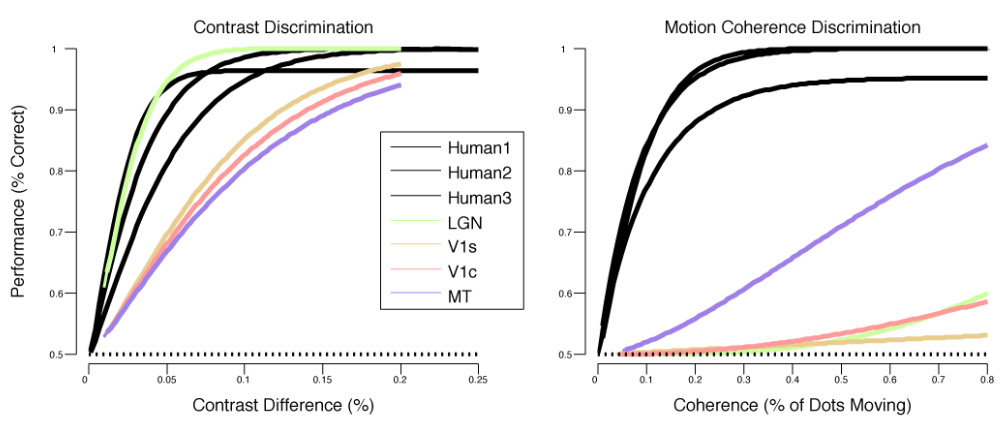 Contrast Discrimination
Performance (% Correct)
1
0.9
0.8
0.7
0.6
0.5
0
0.05
0.1
0.15
0.2
0.25
Contrast Difference (%)
Human1
Human2
Human3
LGN
V1s
V1c
MT
Motion Coherence Discrimination
1
0.9
0.8
0.7
0.6
0.5
0
0.1
0.2
0.3
0.4
0.5
0.6
0.7
0.8
Coherence (% of Dots Moving)